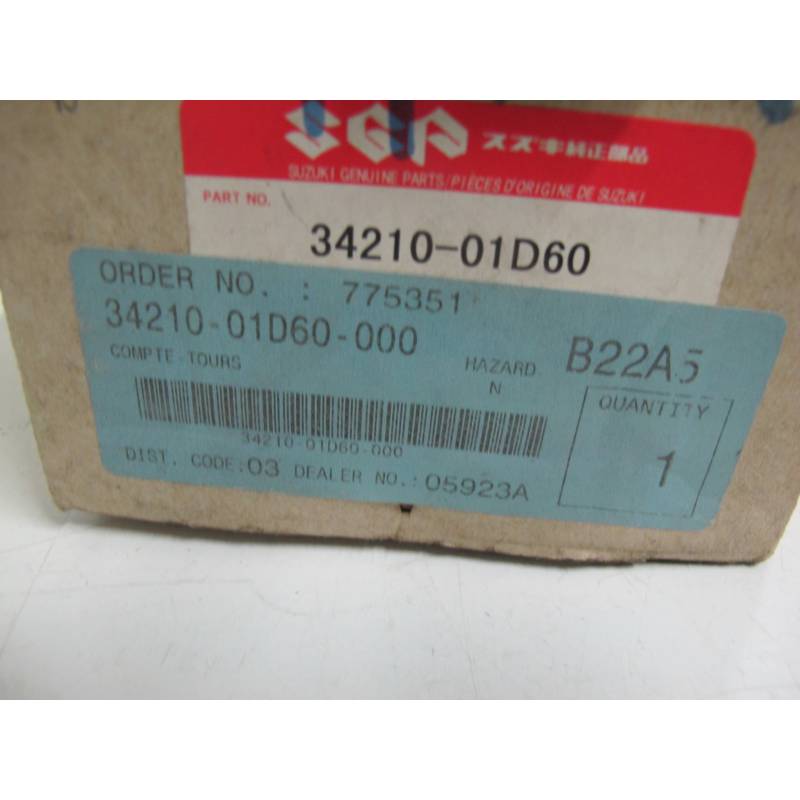 SGP スズキ純正部品
SUZUKI GENUINE PARTS/PIÈCES D'ORIGINE DE SUZUKI
PART NO.
34210-01D60
ORDER NO. : 775351
34210-01D60-000
COMPTE-TOURS
HAZARD
N
B22A5
QUANTITY
1
34210-01D60-000
DIST. CODE:03 DEALER NO.:05923A